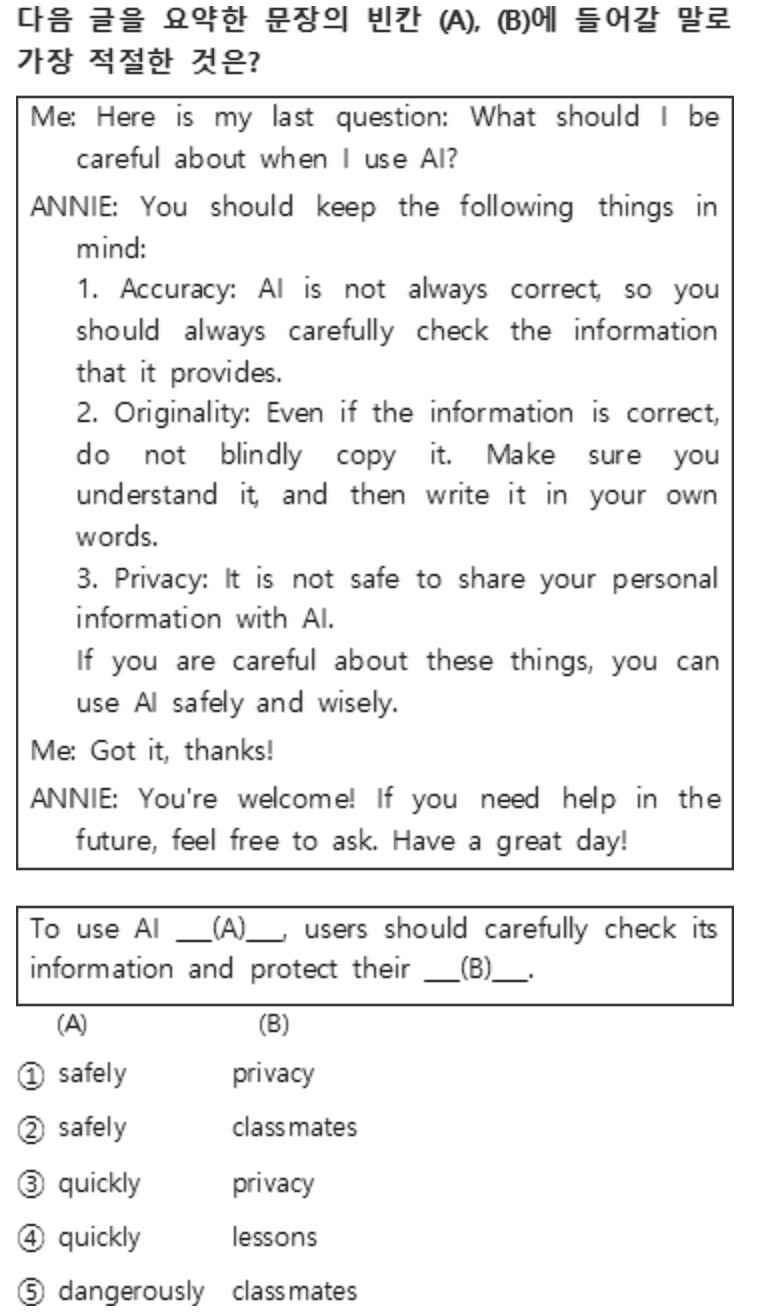 다음 글을 요약한 문장의 빈칸 (A), (B)에 들어갈 말로
가장 적절한 것은?
Me: Here is my last question: What should I be
careful about when I use AI?
ANNIE: You should keep the following things in
mind:
1. Accuracy: AI is not always correct, so you
should always carefully check the information
that it provides.
2. Originality: Even if the information is correct,
do not blindly copy it. Make sure you
understand it, and then write it in your own
words.
3. Privacy: It is not safe to share your personal
information with AI.
If you are careful about these things, you can
use AI safely and wisely.
Me: Got it, thanks!
ANNIE: You're welcome! If you need help in the
future, feel free to ask. Have a great day!
To use AI __(A)__, users should carefully check its
information and protect their __(B)__.
(A) (B)
① safely privacy
② safely classmates
③ quickly privacy
④ quickly lessons
⑤ dangerously classmates